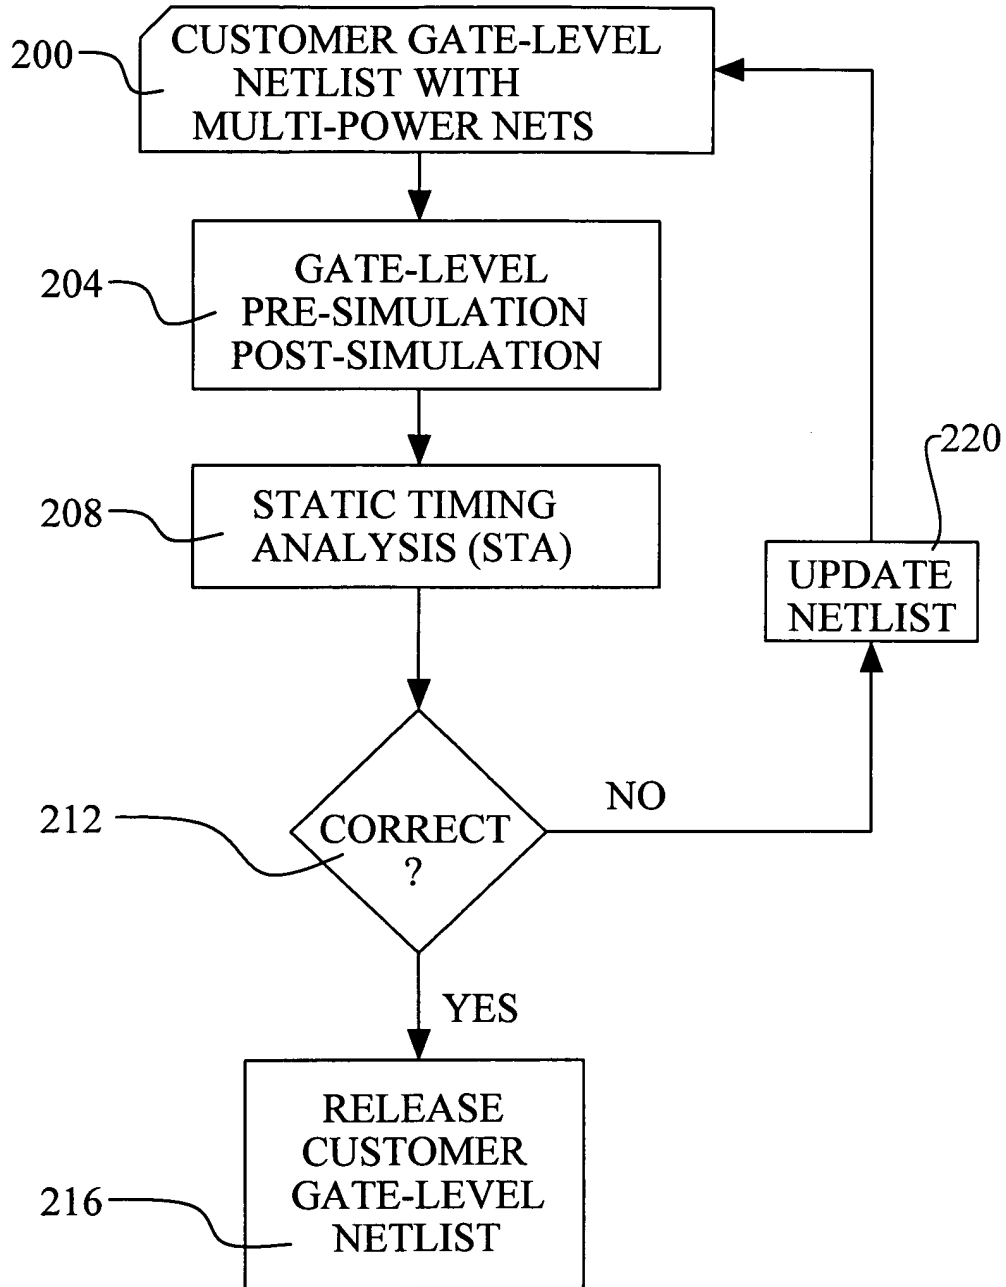 200
CUSTOMER GATE-LEVEL
NETLIST WITH
MULTI-POWER NETS
204
GATE-LEVEL
PRE-SIMULATION
POST-SIMULATION
208
STATIC TIMING
ANALYSIS (STA)
220
UPDATE
NETLIST
212
CORRECT
?
NO
YES
216
RELEASE
CUSTOMER
GATE-LEVEL
NETLIST